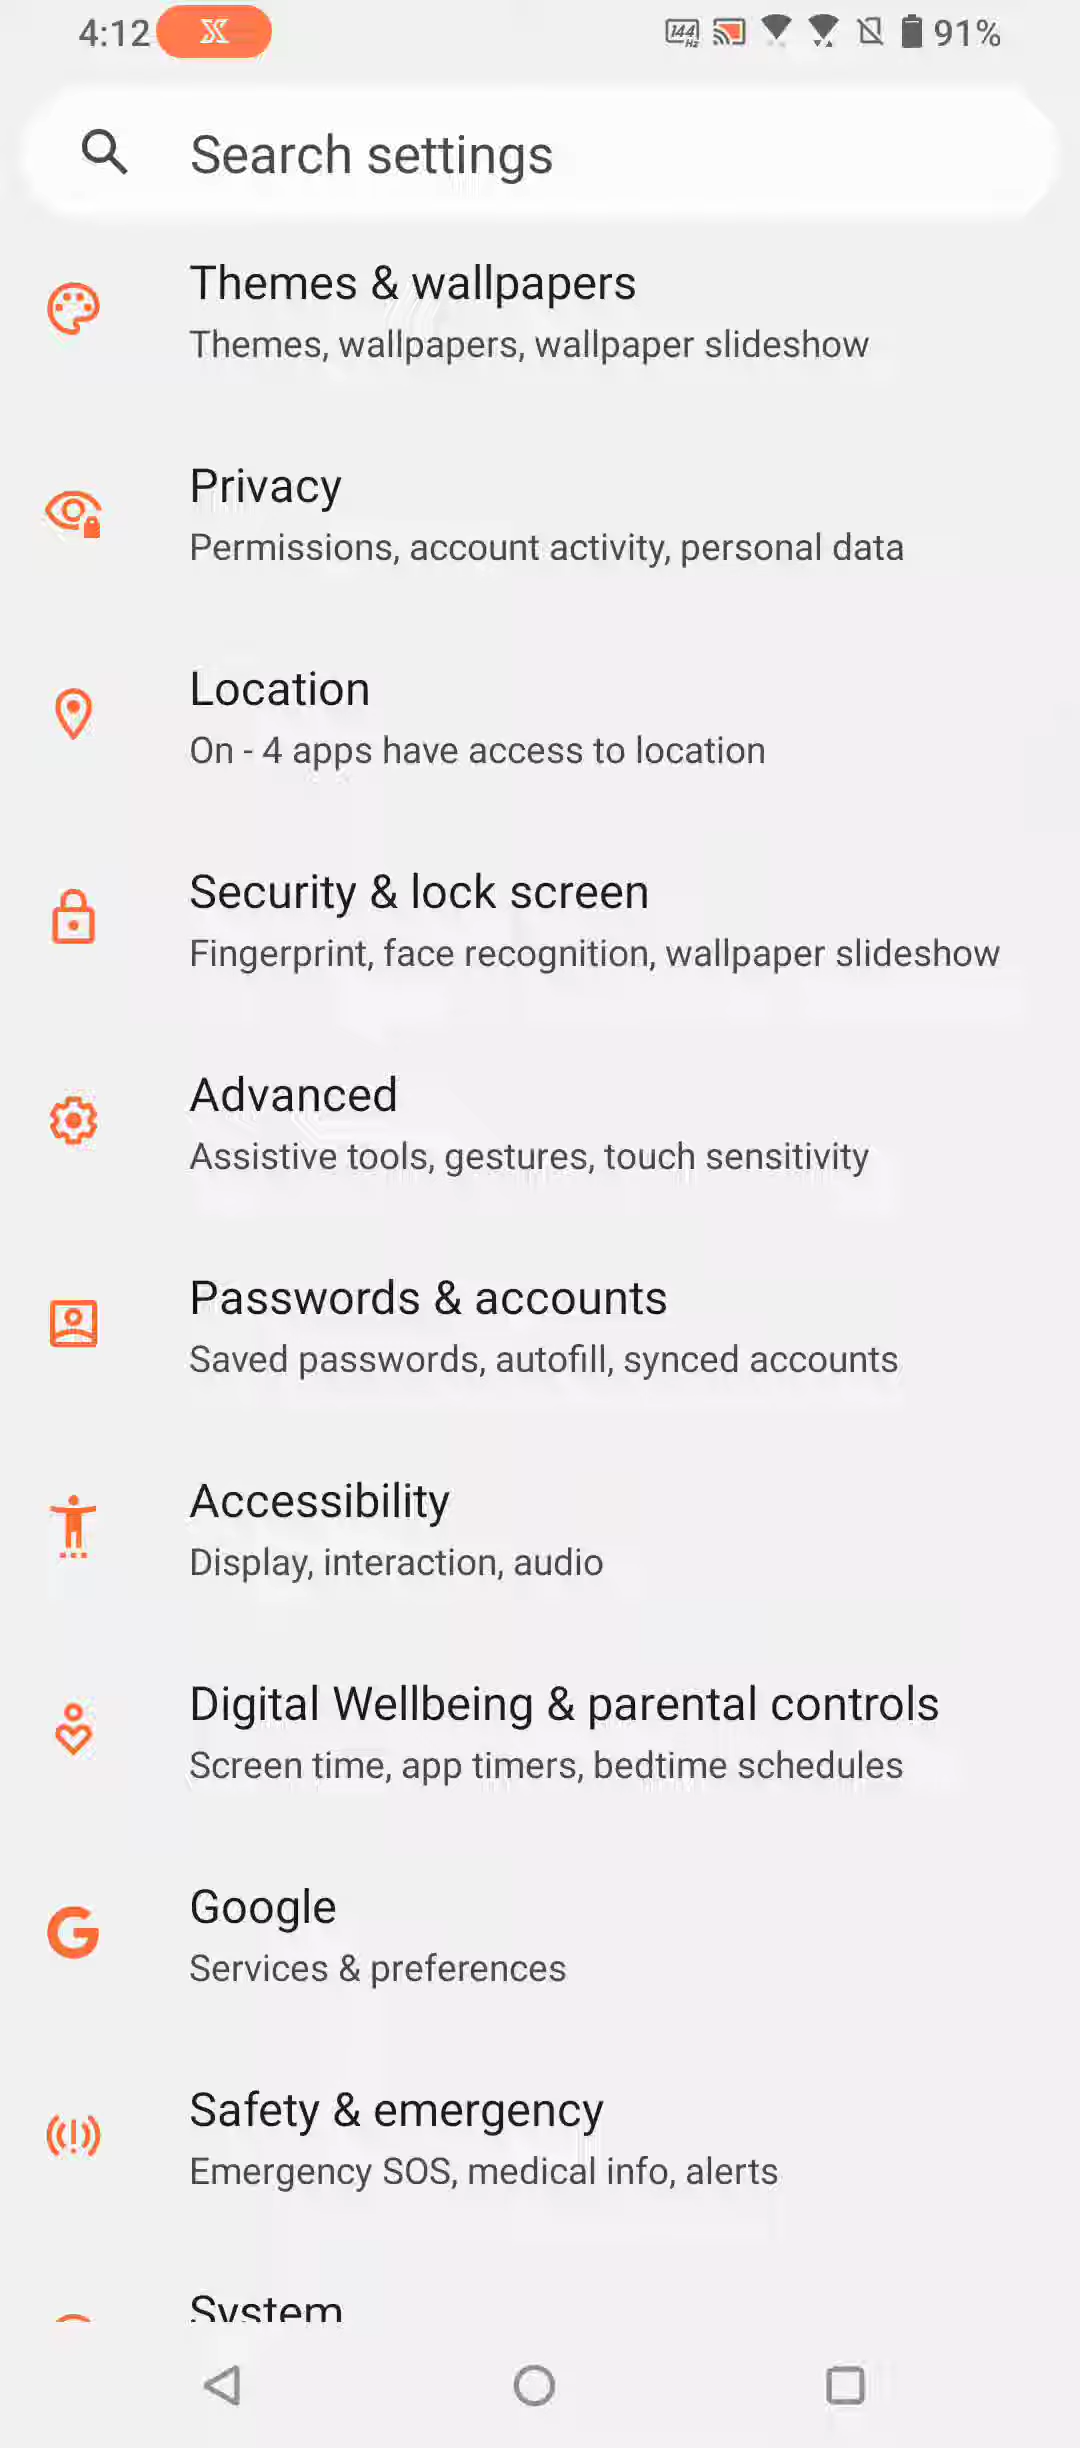 4:12
144
Hz
91%
Search settings
Themes & wallpapers
Themes, wallpapers, wallpaper slideshow
Privacy
Permissions, account activity, personal data
Location
On - 4 apps have access to location
Security & lock screen
Fingerprint, face recognition, wallpaper slideshow
Advanced
Assistive tools, gestures, touch sensitivity
Passwords & accounts
Saved passwords, autofill, synced accounts
Accessibility
Display, interaction, audio
Digital Wellbeing & parental controls
Screen time, app timers, bedtime schedules
Google
Services & preferences
Safety & emergency
Emergency SOS, medical info, alerts
System